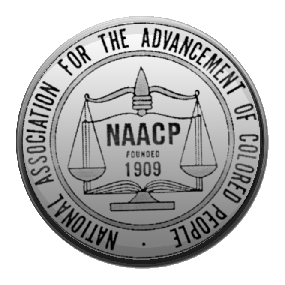 NATIONAL ASSOCIATION FOR THE ADVANCEMENT OF COLORED PEOPLE •
NAACP
FOUNDED
1909